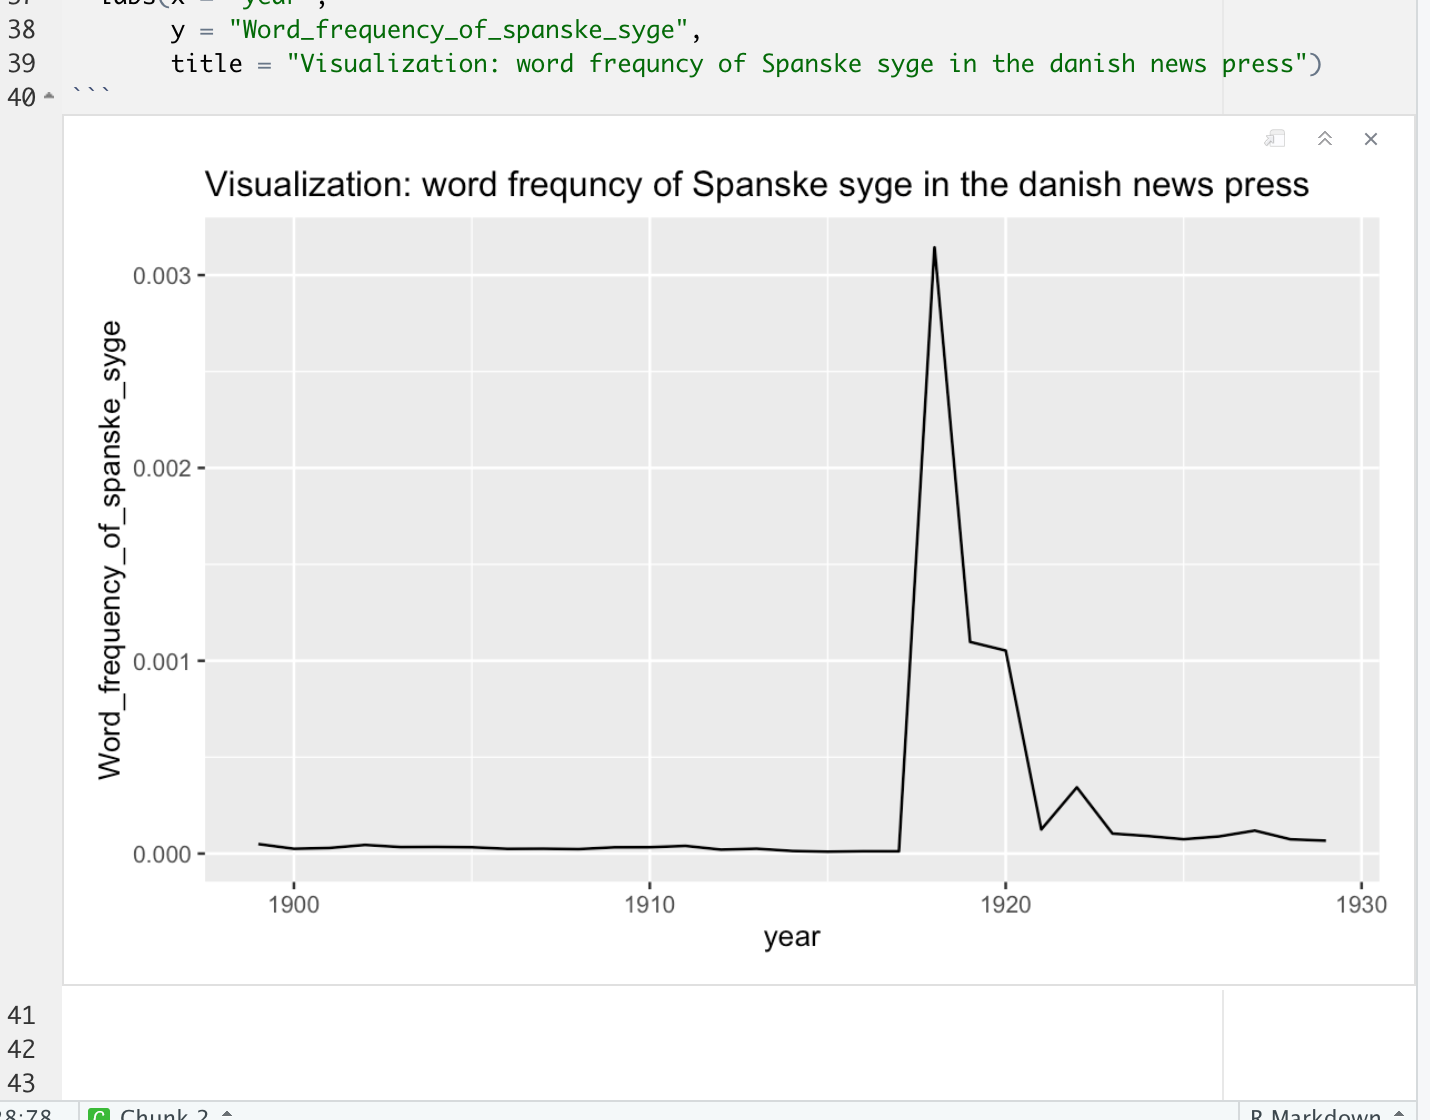 labs(x = "year",
38 y = "Word_frequency_of_spanske_syge",
39 title = "Visualization: word frequncy of Spanske syge in the danish news press")
40 ```
Visualization: word frequncy of Spanske syge in the danish news press
Word_frequency_of_spanske_syge
0.003
0.002
0.001
0.000
1900 1910 1920 1930
year
41
42
43
Chunk 2 R Markdown